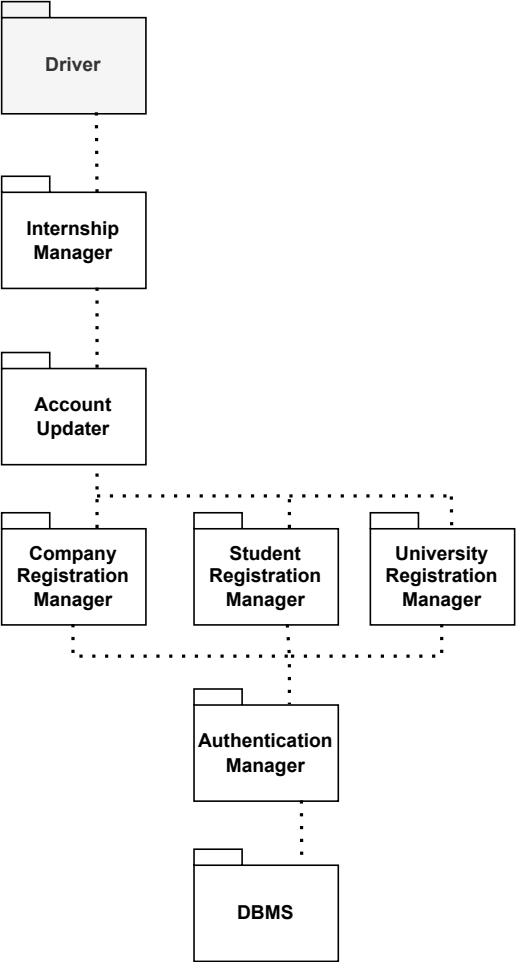 Driver
Internship
Manager
Account
Updater
Company
Registration
Manager
Student
Registration
Manager
University
Registration
Manager
Authentication
Manager
DBMS